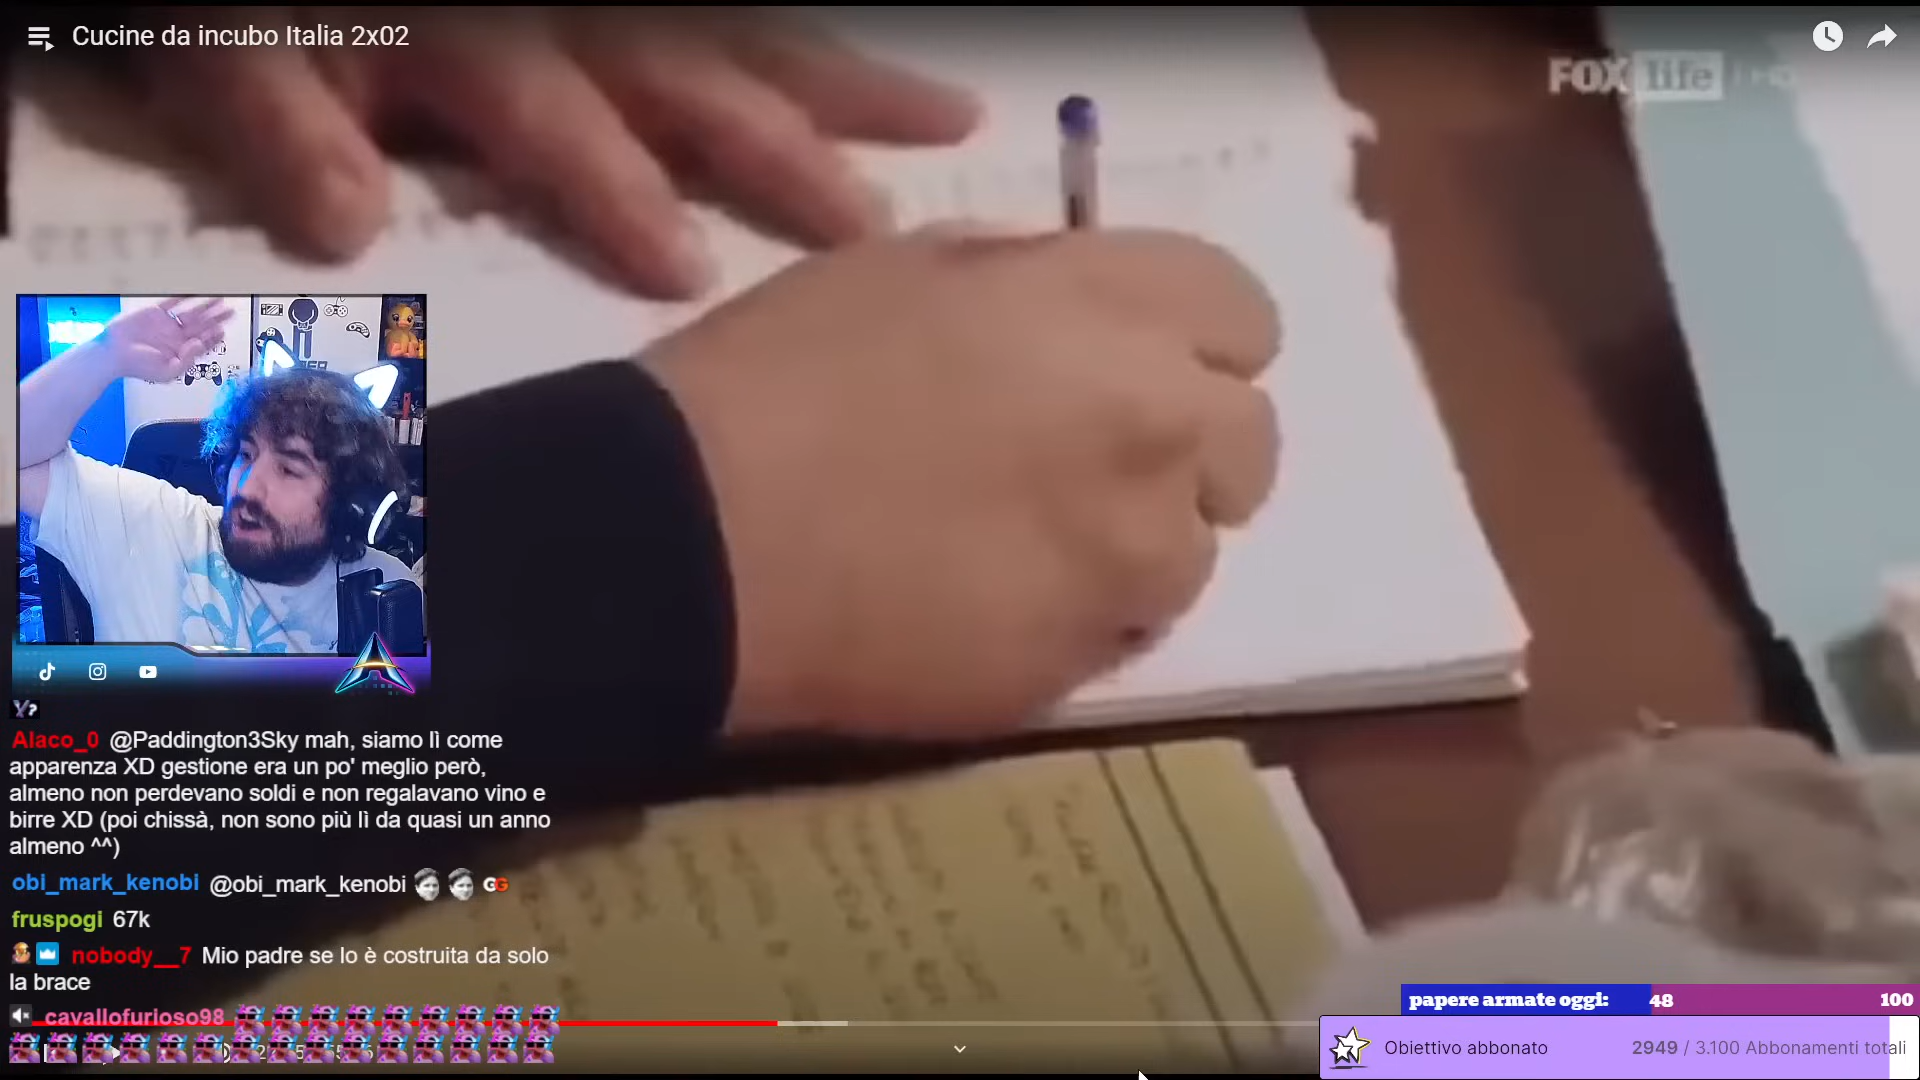 Cucine da incubo Italia 2x02
FOX life HD
Alaco_0 @Paddington3Sky mah, siamo lì come
apparenza XD gestione era un po' meglio però,
almeno non perdevano soldi e non regalavano vino e
birre XD (poi chissà, non sono più lì da quasi un anno
almeno ^^)
obi_mark_kenobi @obi_mark_kenobi GG
fruspogi 67k
nobody__7 Mio padre se lo è costruita da solo
la brace
cavallofurioso98
papere armate oggi: 48 100
Obiettivo abbonato 2949 / 3.100 Abbonamenti totali